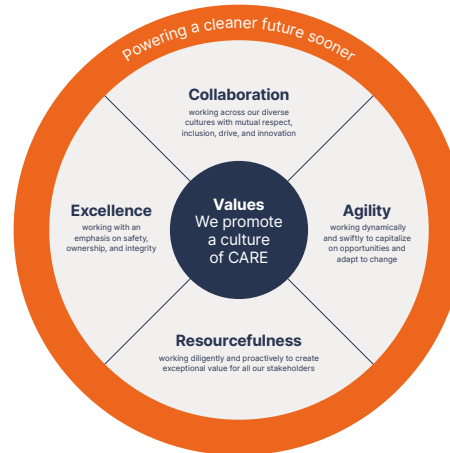 Powering a cleaner future sooner
Collaboration
working across our diverse
cultures with mutual respect,
inclusion, drive, and innovation
Excellence
working with an
emphasis on safety,
ownership, and integrity
Values
We promote
a culture
of CARE
Agility
working dynamically
and swiftly to capitalize
on opportunities and
adapt to change
Resourcefulness
working diligently and proactively to create
exceptional value for all our stakeholders